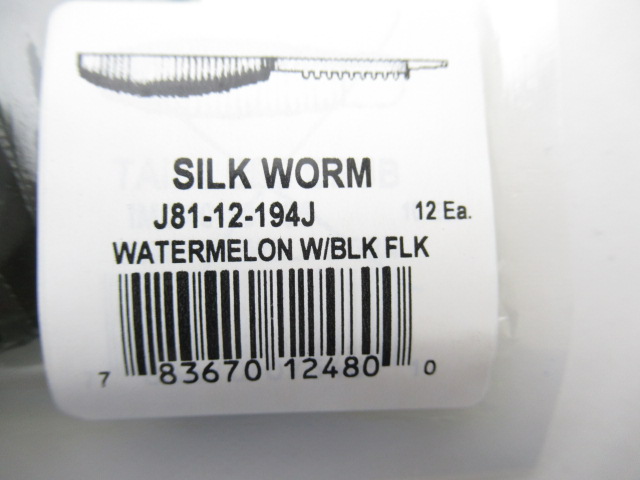 SILK WORM
J81-12-194J 12 Ea.
WATERMELON W/BLK FLK
7 83670 12480 0